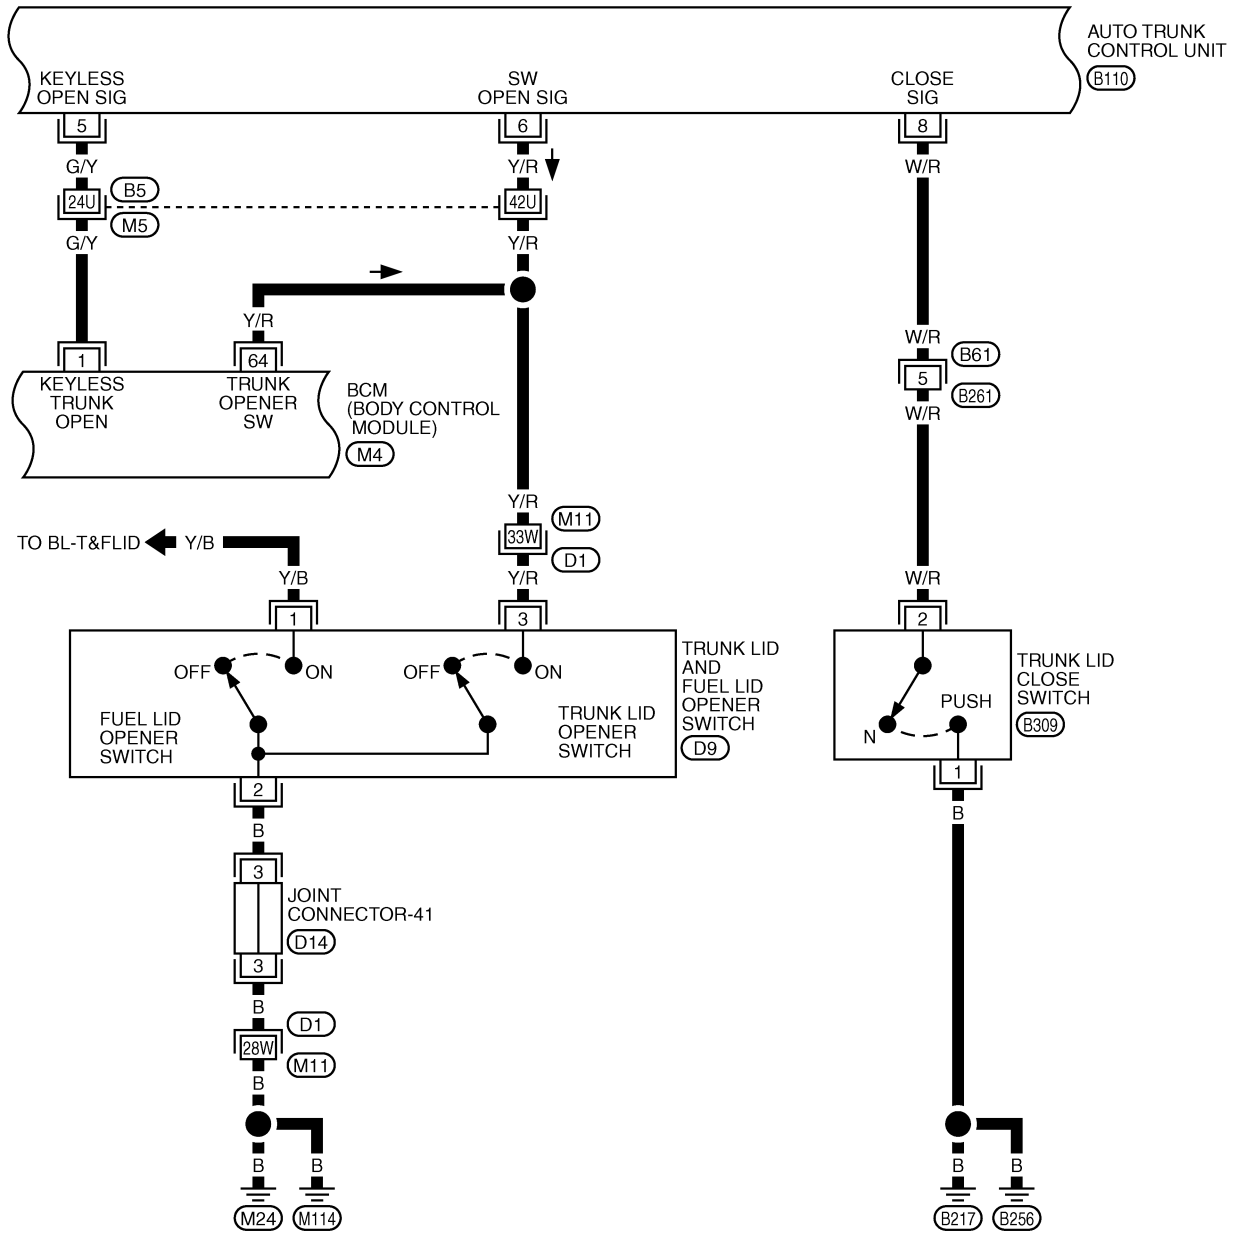 AUTO TRUNK
CONTROL UNIT
B110
KEYLESS
OPEN SIG
SW
OPEN SIG
CLOSE
SIG
5
6
8
G/Y
Y/R
W/R
24U
B5
M5
42U
G/Y
Y/R
Y/R
W/R
1
64
5
B61
B261
KEYLESS
TRUNK
OPEN
TRUNK
OPENER
SW
BCM
(BODY CONTROL
MODULE)
M4
W/R
Y/R
33W
M11
D1
TO BL-T&FLID
Y/B
Y/B
Y/R
W/R
1
3
2
OFF
ON
OFF
ON
FUEL LID
OPENER
SWITCH
TRUNK LID
OPENER
SWITCH
TRUNK LID
AND
FUEL LID
OPENER
SWITCH
D9
N
PUSH
TRUNK LID
CLOSE
SWITCH
B309
2
1
B
B
3
JOINT
CONNECTOR-41
D14
3
B
28W
D1
M11
B
B
B
B
B
M24
M114
B217
B256